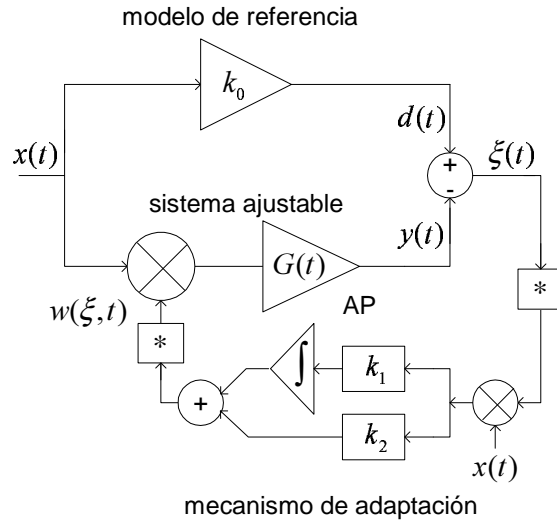 modelo de referencia
k₀
d(t)
x(t)
ξ(t)
+
-
sistema ajustable
G(t)
y(t)
AP
w(ξ,t)
*
*
∫
k₁
+
k₂
x(t)
mecanismo de adaptación